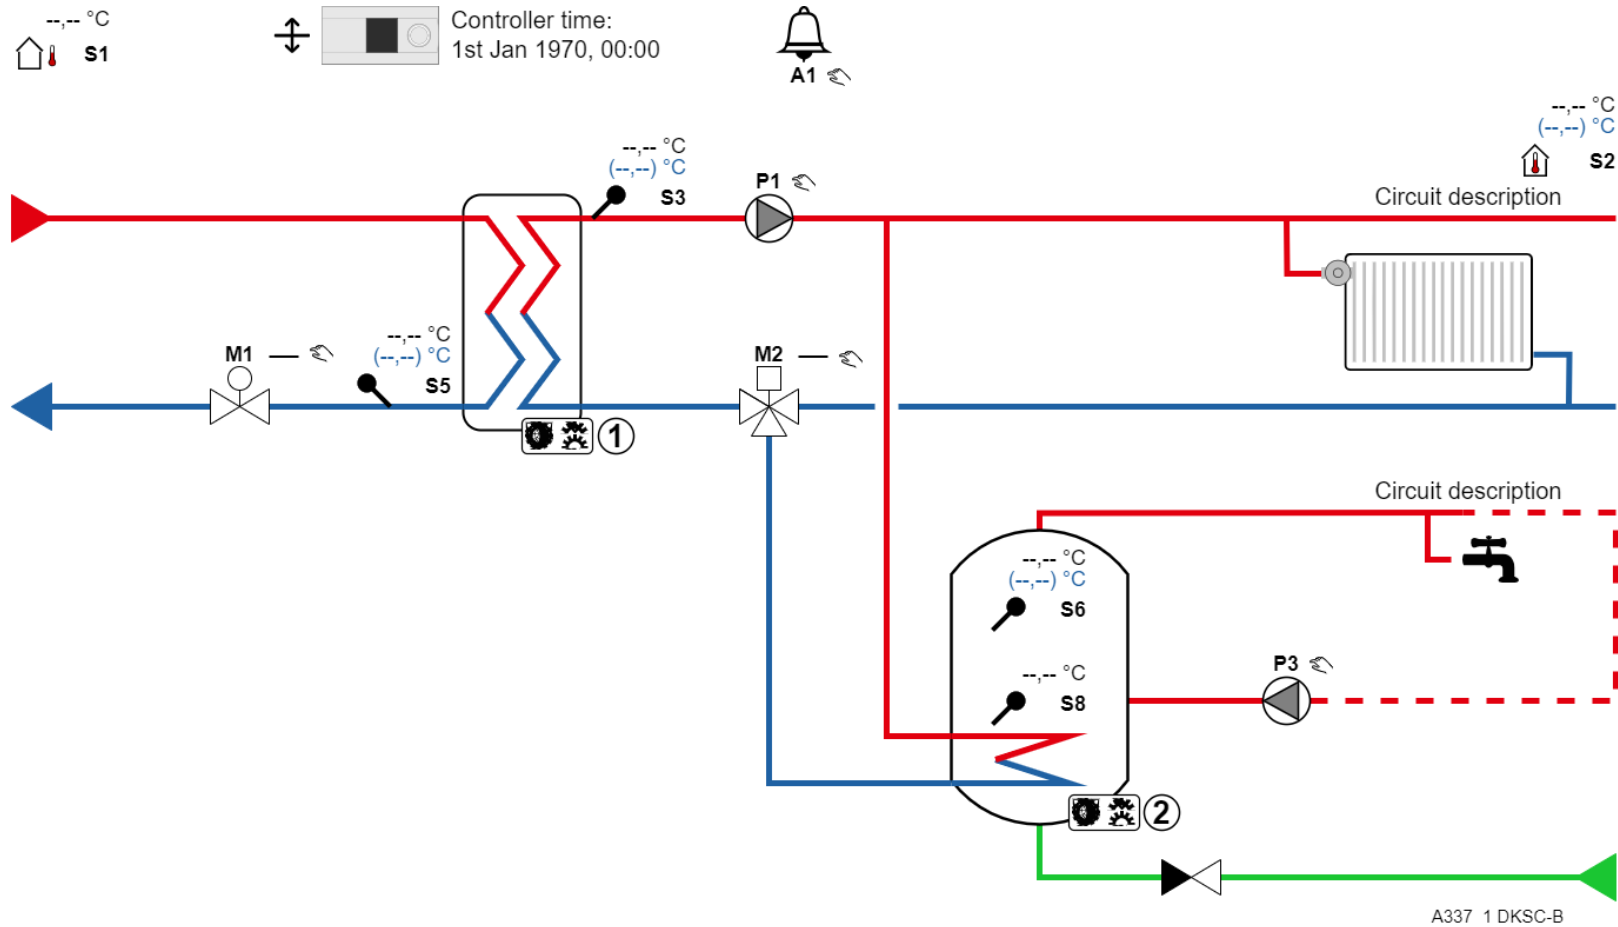 --,-- °C
S1
Controller time:
1st Jan 1970, 00:00
A1
--,-- °C
(--,--) °C
S2
--,-- °C
(--,--) °C
S3
P1
Circuit description
--,-- °C
(--,--) °C
S5
M1
M2
1
Circuit description
--,-- °C
(--,--) °C
S6
--,-- °C
S8
P3
2
A337 1 DKSC-B